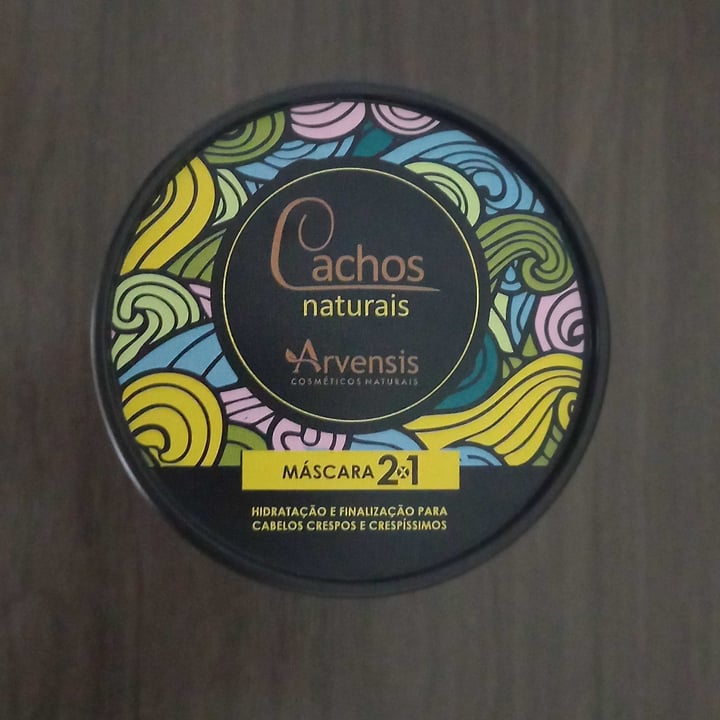 Cachos
naturais
Arvensis
COSMÉTICOS NATURAIS
MÁSCARA 2x1
HIDRATAÇÃO E FINALIZAÇÃO PARA
CABELOS CRESPOS E CRESPÍSSIMOS